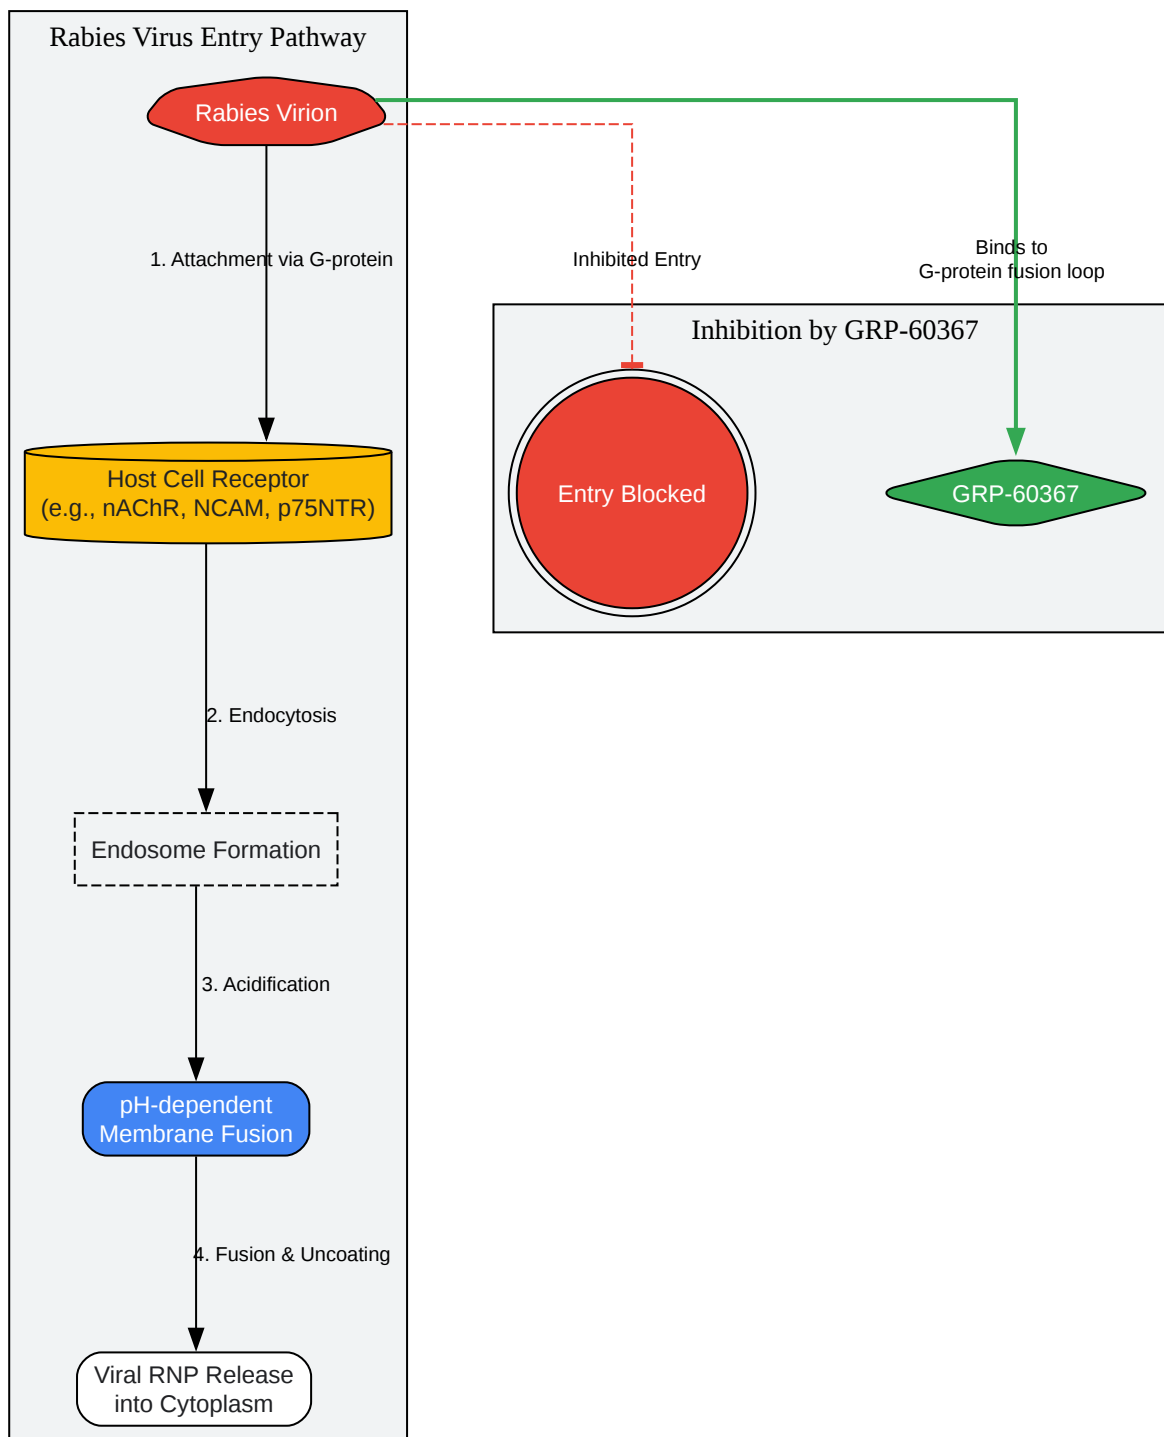 Rabies Virus Entry Pathway
Rabies Virion
1. Attachment via G-protein
Inhibited Entry
Binds to
G-protein fusion loop
Inhibition by GRP-60367
Host Cell Receptor
(e.g., nAChR, NCAM, p75NTR)
Entry Blocked
GRP-60367
2. Endocytosis
Endosome Formation
3. Acidification
pH-dependent
Membrane Fusion
4. Fusion & Uncoating
Viral RNP Release
into Cytoplasm